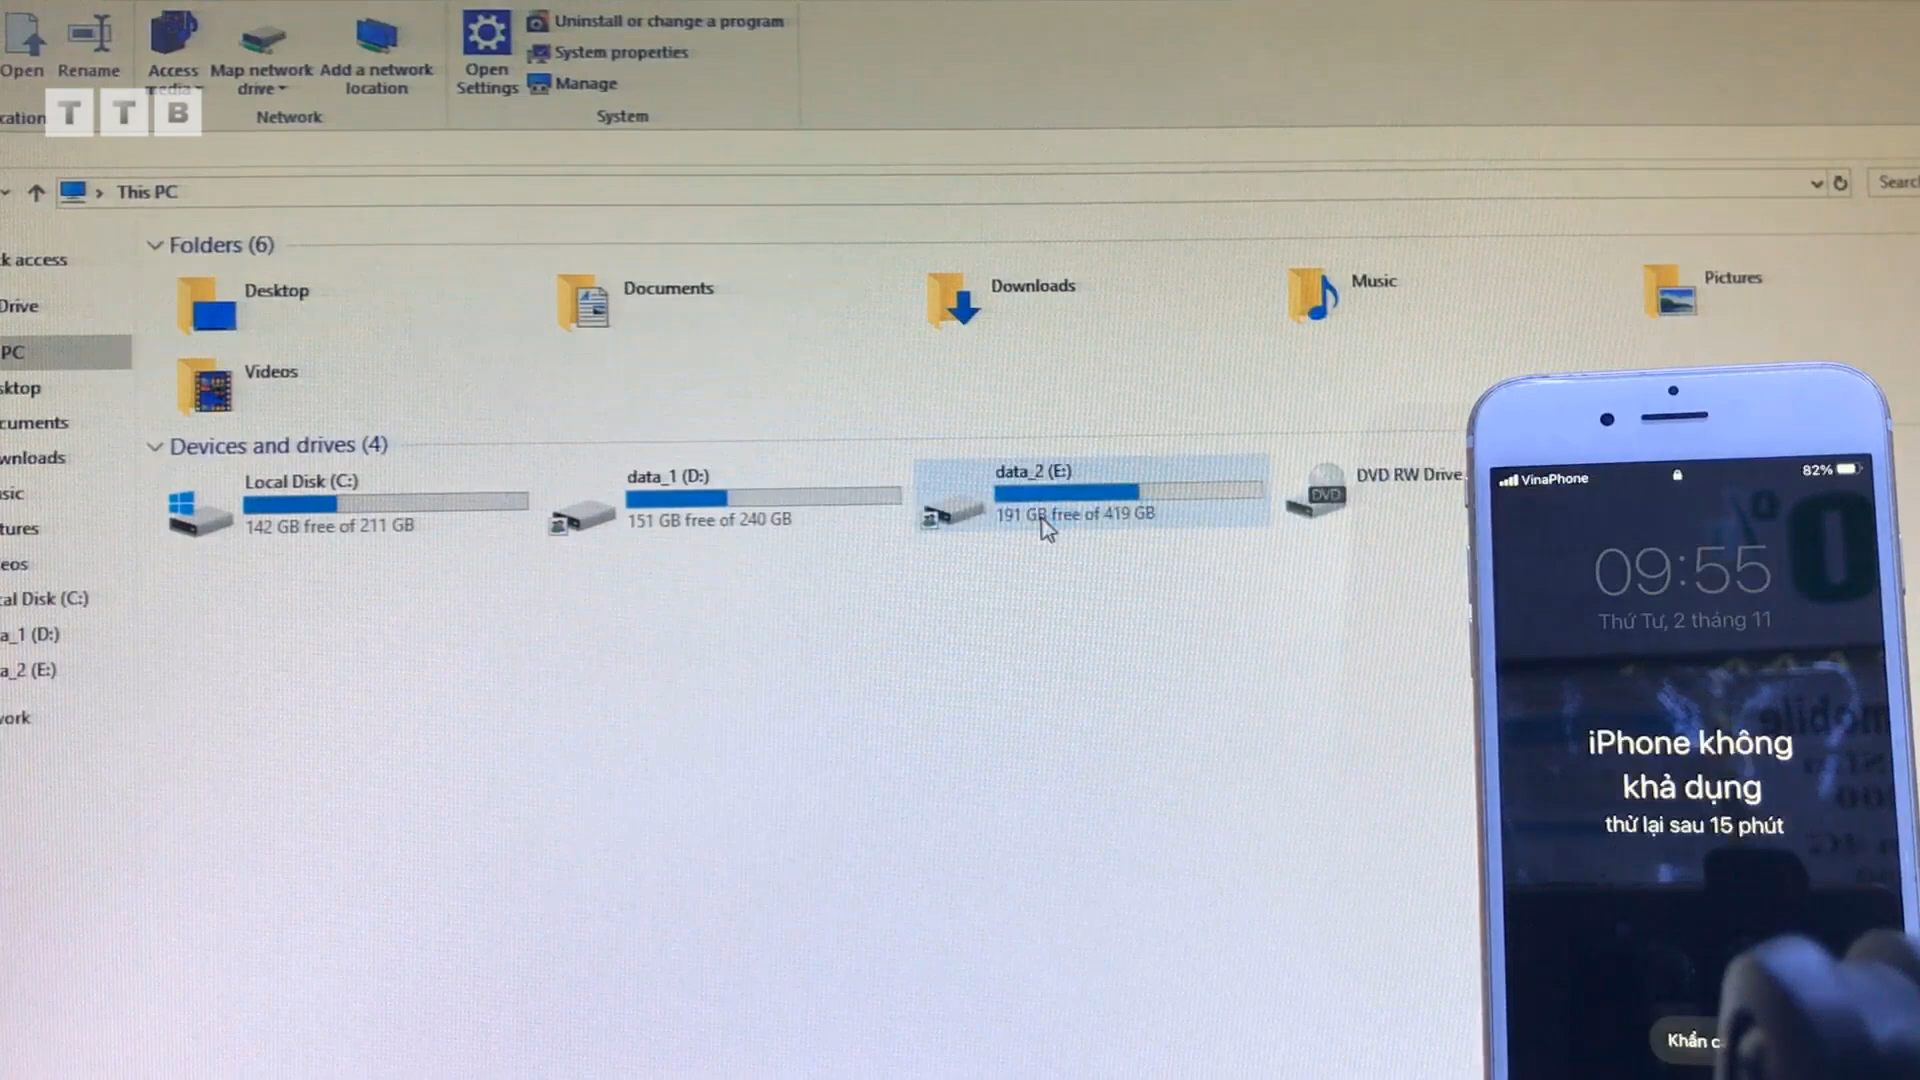 Uninstall or change a program
System properties
Manage
Open
Rename
Access
media
Map network
drive
Add a network
location
Open
Settings
cation
Network
System
T T B
This PC
Search
k access
Drive
PC
sktop
cuments
wnloads
sic
tures
eos
cal Disk (C:)
a_1 (D:)
a_2 (E:)
work
Folders (6)
Desktop
Documents
Downloads
Music
Pictures
Videos
Devices and drives (4)
Local Disk (C:)
142 GB free of 211 GB
data_1 (D:)
151 GB free of 240 GB
data_2 (E:)
191 GB free of 419 GB
DVD
DVD RW Drive
VinaPhone
82%
09:55
Thứ Tư, 2 tháng 11
iPhone không
khả dụng
thử lại sau 15 phút
Khẩn c